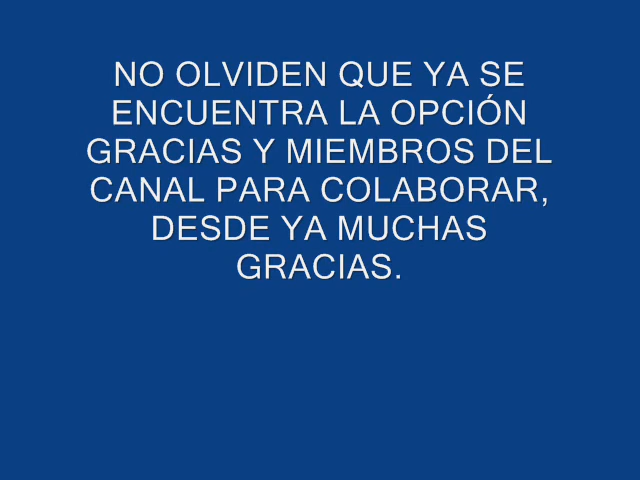 NO OLVIDEN QUE YA SE
ENCUENTRA LA OPCIÓN
GRACIAS Y MIEMBROS DEL
CANAL PARA COLABORAR,
DESDE YA MUCHAS
GRACIAS.